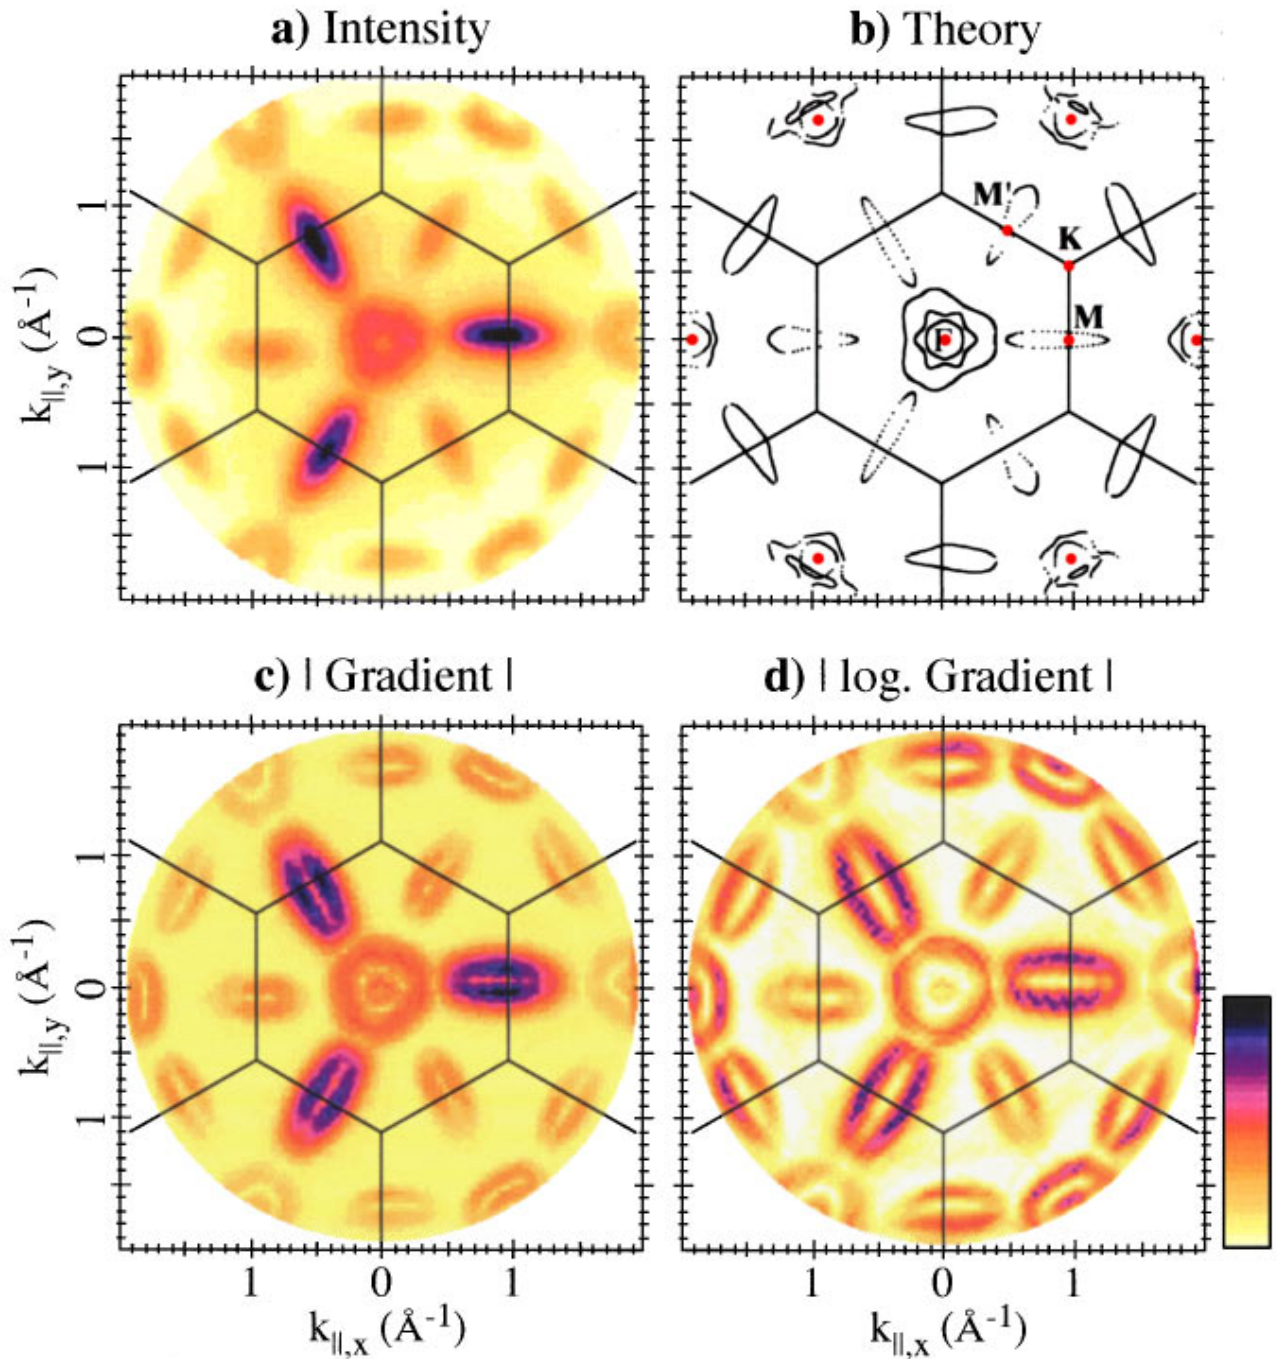 a) Intensity
b) Theory
M'
K
M
Γ
1
0
1
k||,y (Å-1)
c) | Gradient |
d) | log. Gradient |
1
0
1
k||,y (Å-1)
1 0 1
1 0 1
k||,x (Å-1)
k||,x (Å-1)